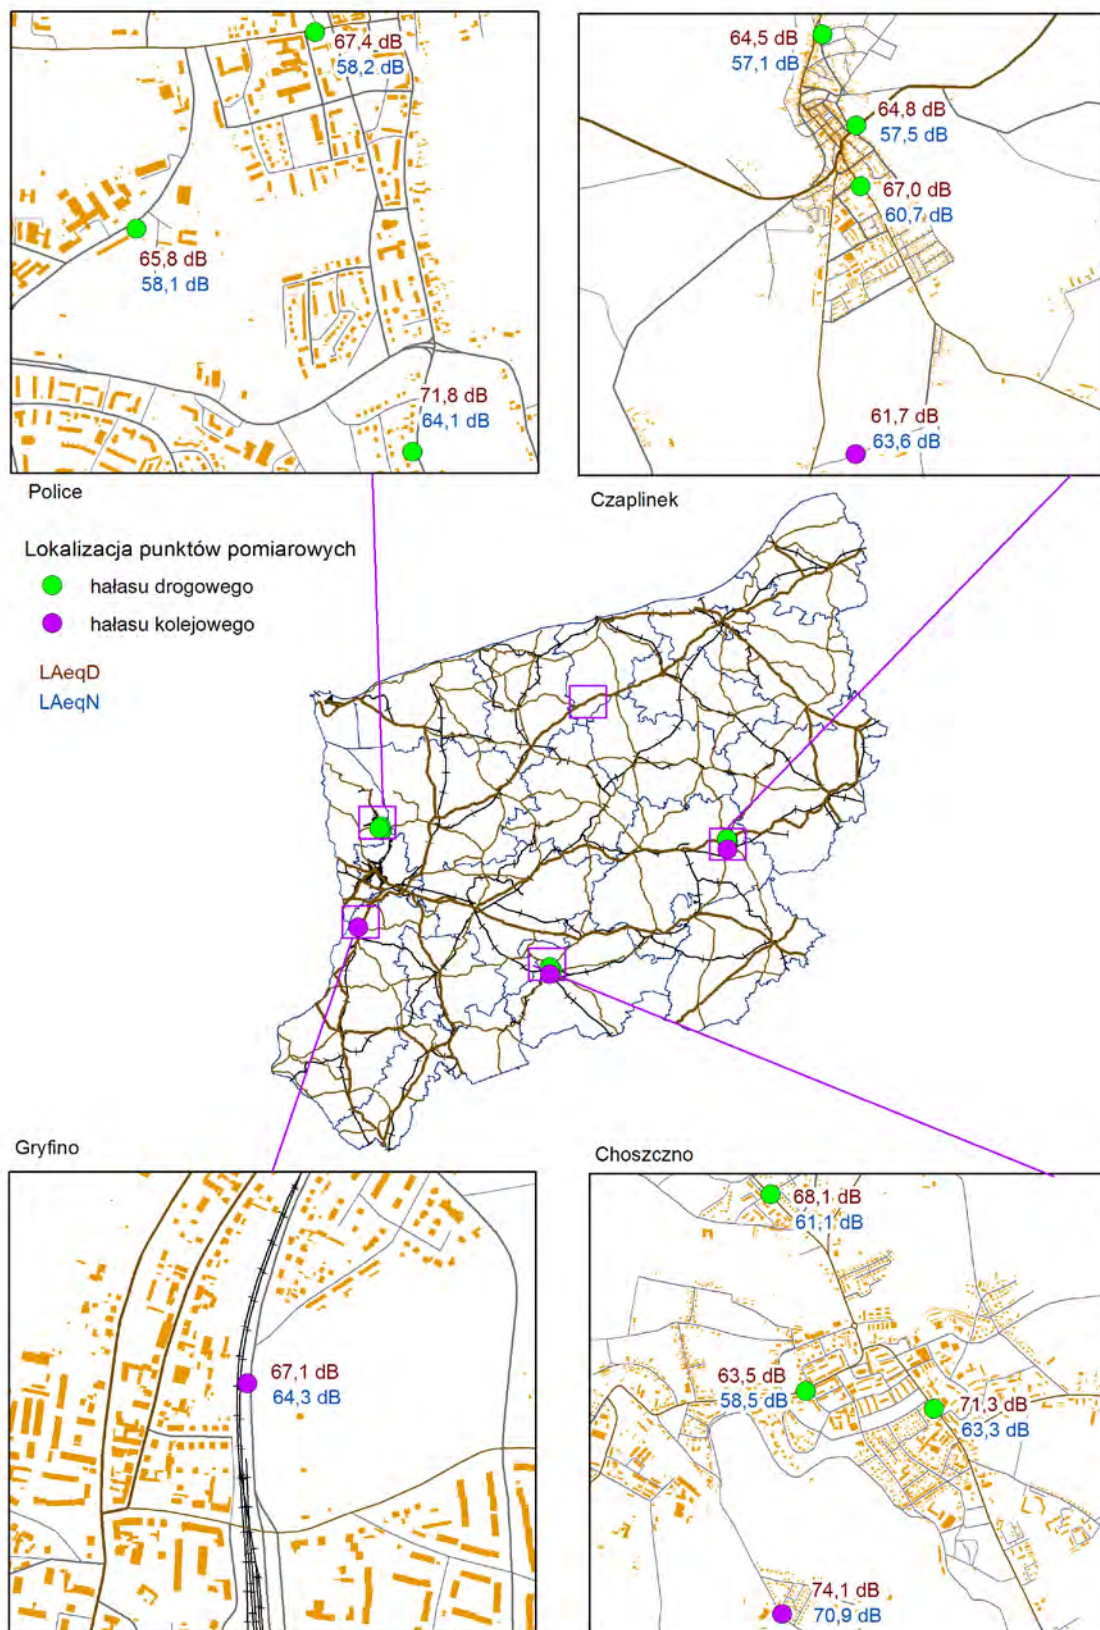 67,4 dB
58,2 dB
65,8 dB
58,1 dB
71,8 dB
64,1 dB
Police
64,5 dB
57,1 dB
64,8 dB
57,5 dB
67,0 dB
60,7 dB
61,7 dB
63,6 dB
Czaplinek
Lokalizacja punktów pomiarowych
hałasu drogowego
hałasu kolejowego
LAeqD
LAeqN
Gryfino
67,1 dB
64,3 dB
Choszczno
68,1 dB
61,1 dB
63,5 dB
58,5 dB
71,3 dB
63,3 dB
74,1 dB
70,9 dB